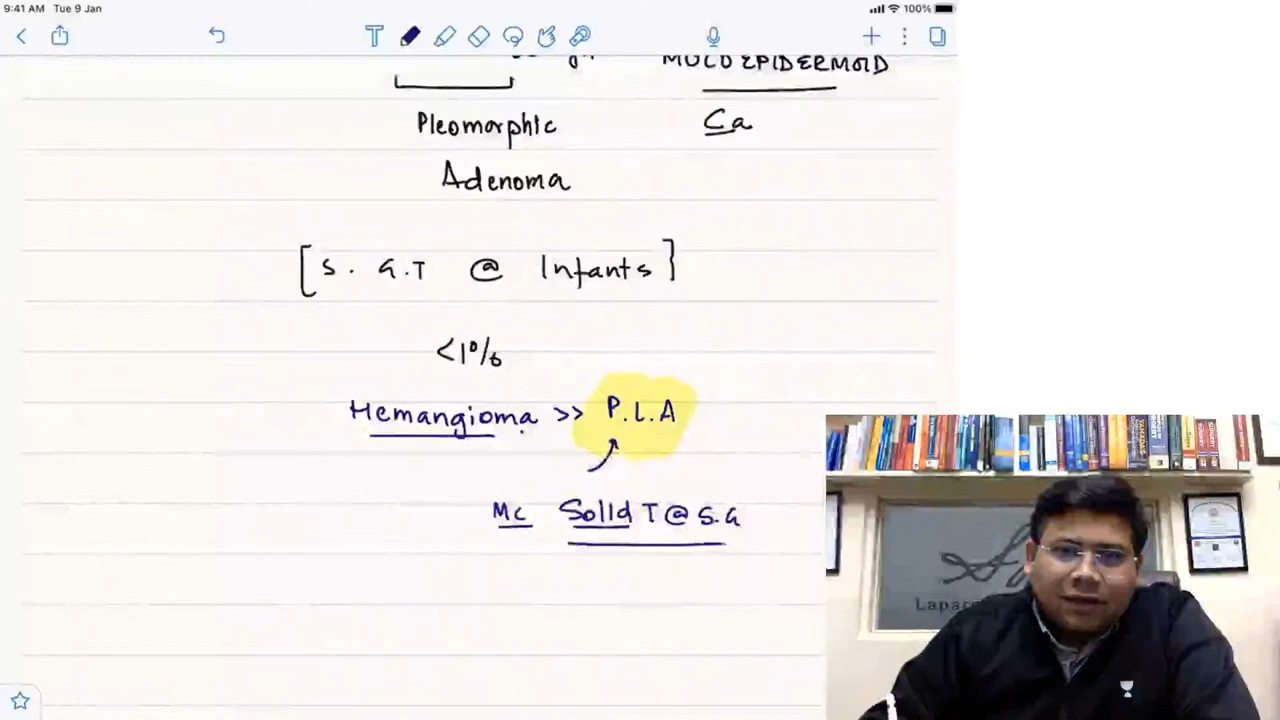 9:41 AM Tue 9 Jan
100%
MUCOEPIDERMOID
Pleomorphic
Ca
Adenoma
[S. G.T @ Infants]
<1%
Hemangioma >> P.L.A
Mc Solid T@ S.G